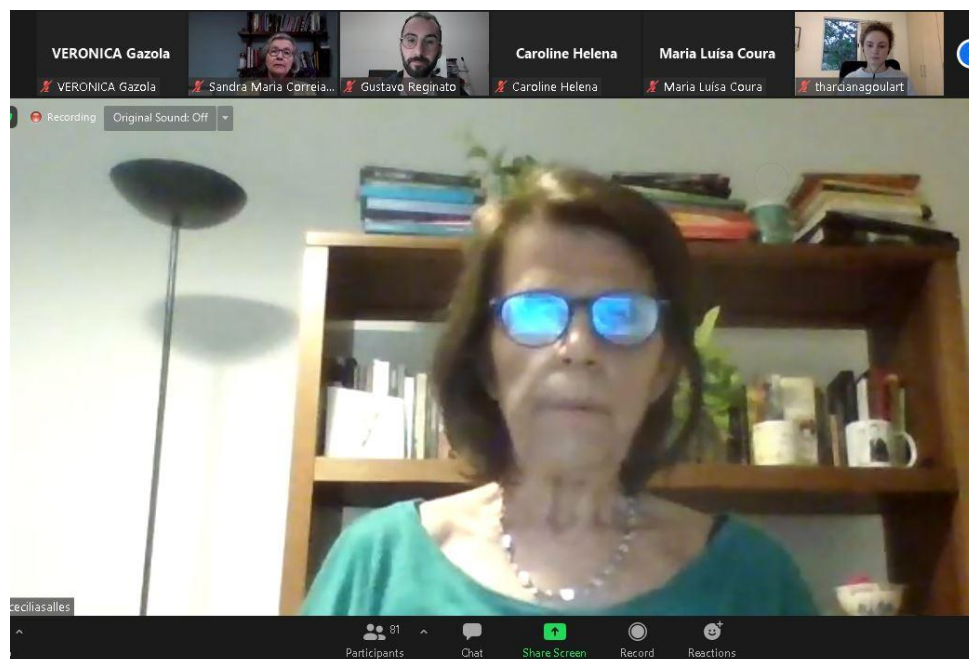 VERONICA Gazola
Caroline Helena
Maria Luísa Coura
VERONICA Gazola
Sandra Maria Correia...
Gustavo Reginato
Caroline Helena
Maria Luísa Coura
tharcianagoulart
Recording
Original Sound: Off
ceciliasalles
81
Participants
Chat
Share Screen
Record
Reactions